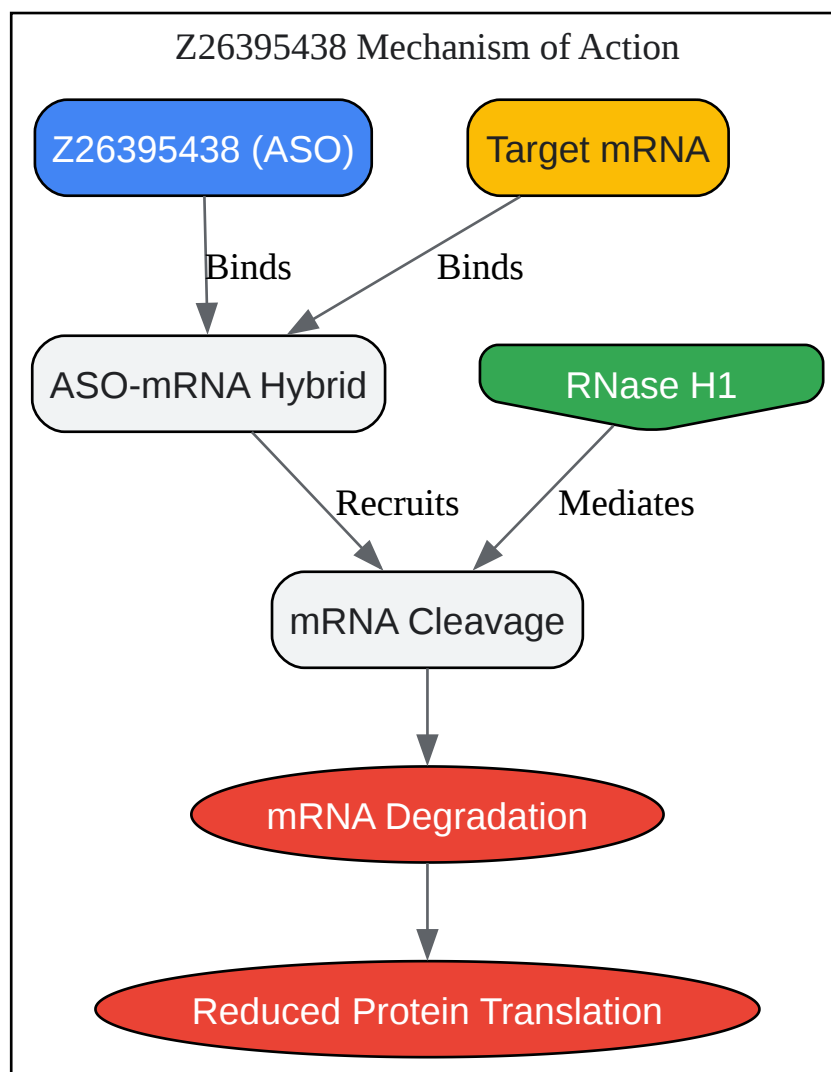 Z26395438 Mechanism of Action
Z26395438 (ASO)
Target mRNA
Binds
Binds
ASO-mRNA Hybrid
RNase H1
Recruits
Mediates
mRNA Cleavage
mRNA Degradation
Reduced Protein Translation